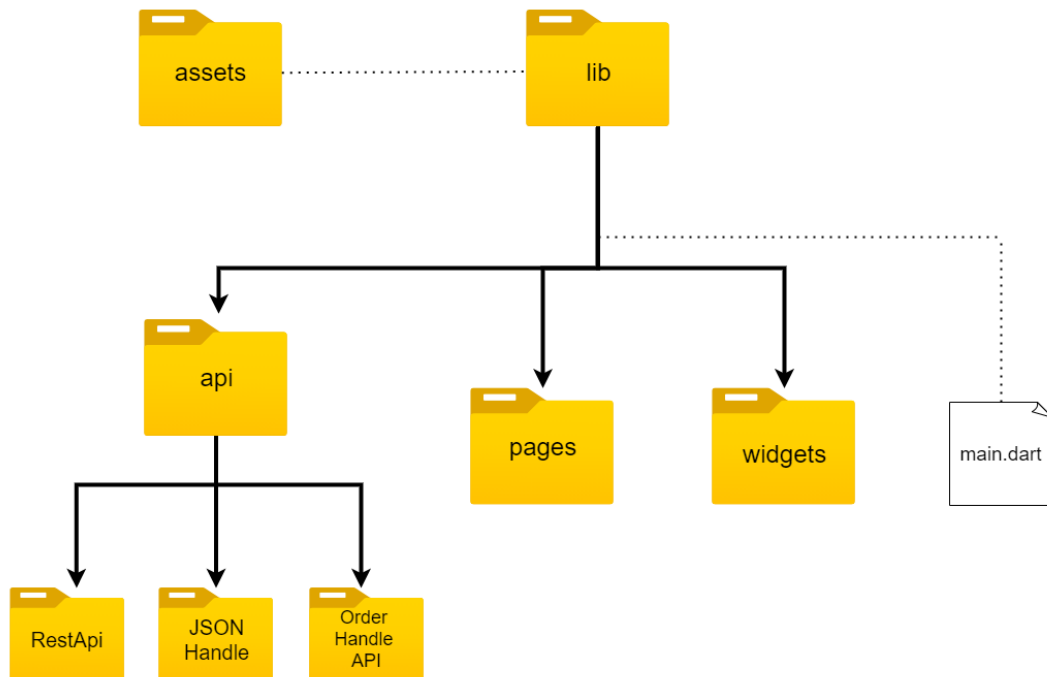 assets
lib
api
pages
widgets
main.dart
RestApi
JSON
Handle
Order
Handle
API